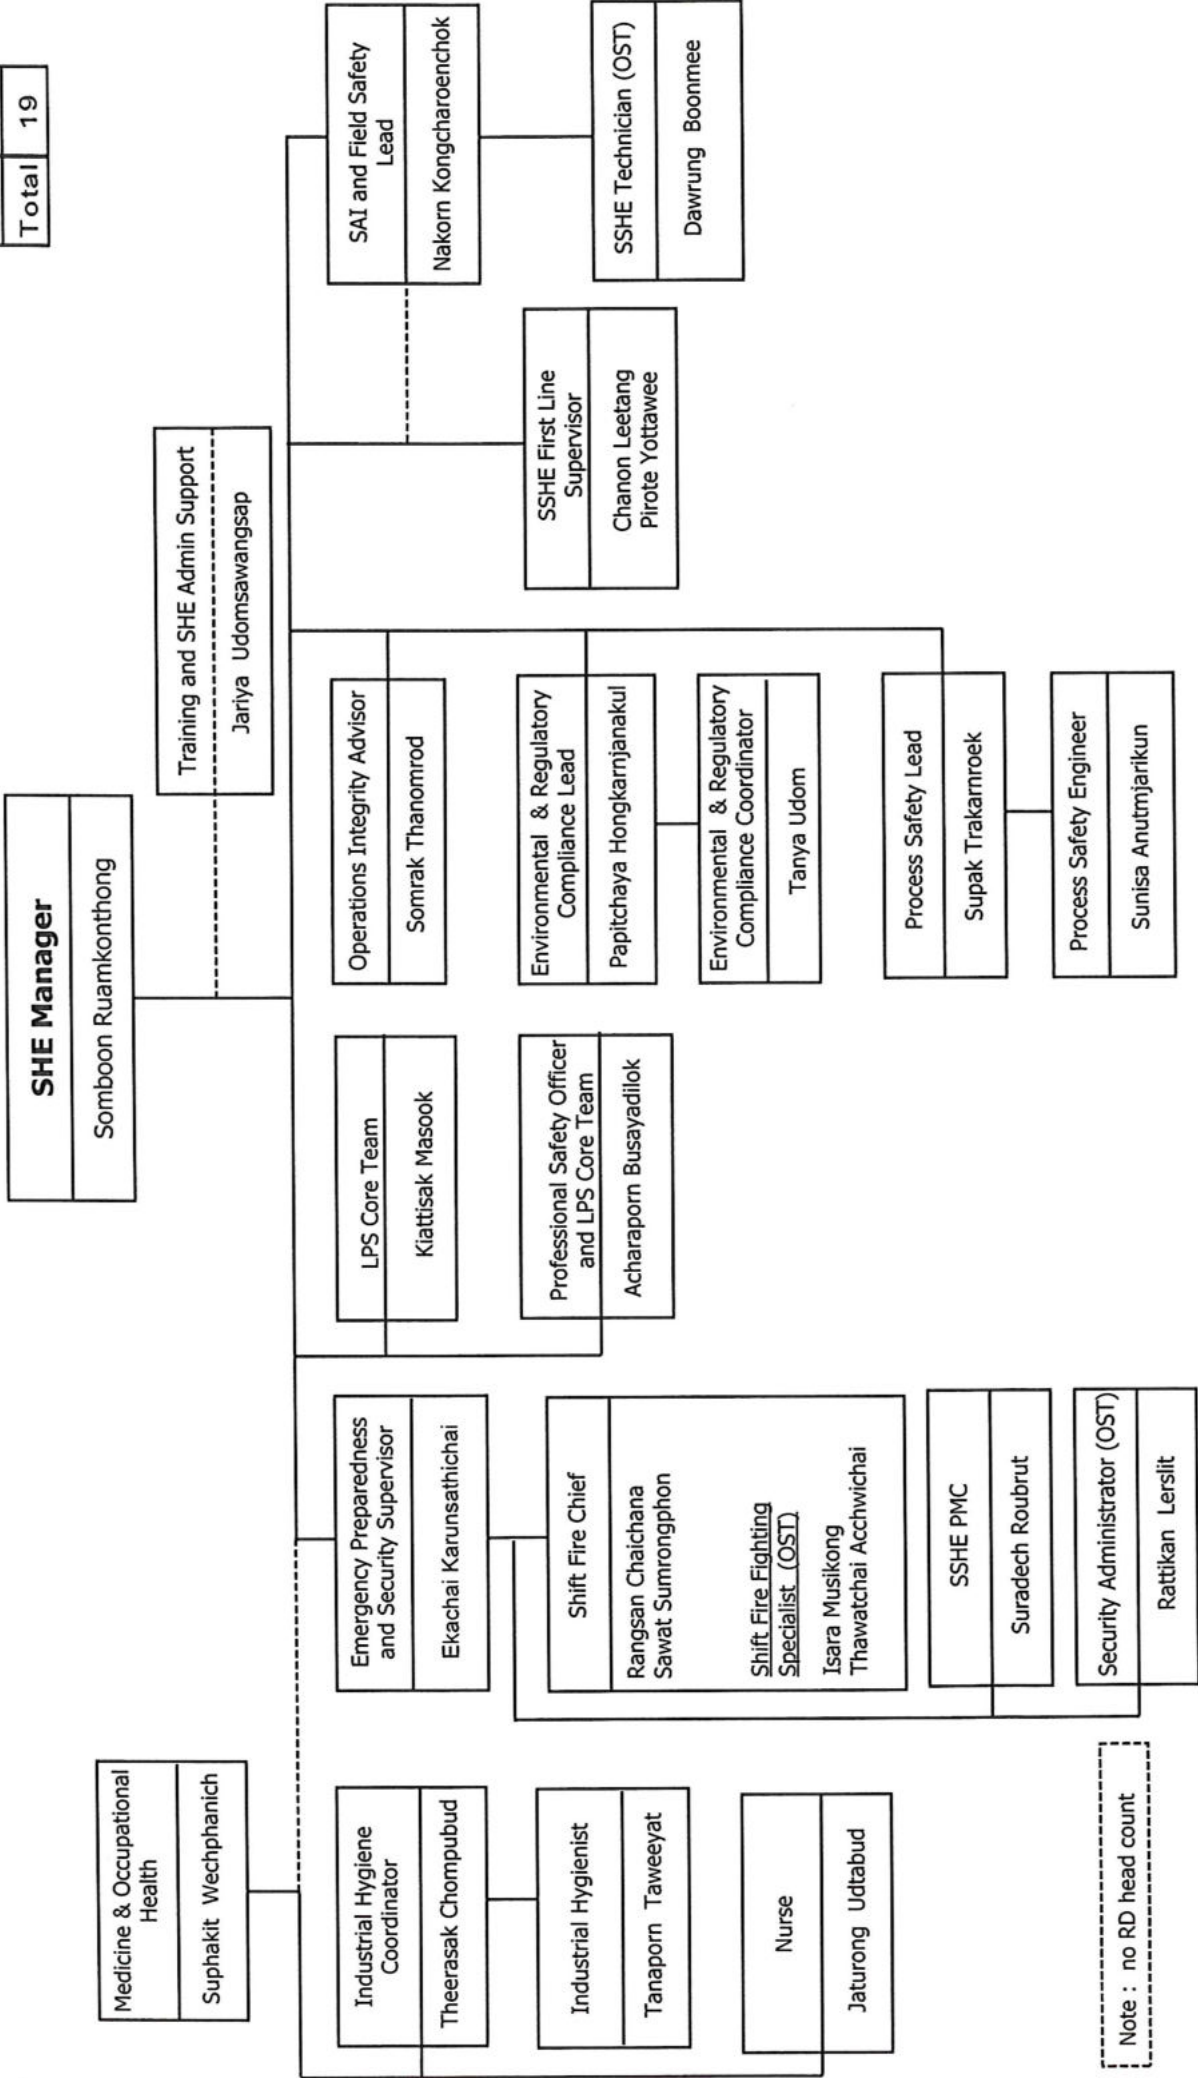 Total 19
SHE Manager
Somboon Ruamkonthong
Training and SHE Admin Support
Jariya Udomsawangsap
Medicine & Occupational
Health
Suphakit Wechphanich
Industrial Hygiene
Coordinator
Theerasak Chompubud
Industrial Hygienist
Tanaporn Taweeyat
Nurse
Jaturong Udtabud
Emergency Preparedness
and Security Supervisor
Ekachai Karunsathichai
Shift Fire Chief
Rangsan Chaichana
Sawat Sumrongphon
Shift Fire Fighting
Specialist (OST)
Isara Musikong
Thawatchai Acchwichai
SSHE PMC
Suradech Roubrut
Security Administrator (OST)
Rattikan Lerslit
LPS Core Team
Kiattisak Masook
Professional Safety Officer
and LPS Core Team
Acharaporn Busayadilok
Operations Integrity Advisor
Somrak Thanomrod
Environmental & Regulatory
Compliance Lead
Papitchaya Hongkarnjanakul
Environmental & Regulatory
Compliance Coordinator
Tanya Udom
Process Safety Lead
Supak Trakarnroek
Process Safety Engineer
Sunisa Anutmjarikun
SSHE First Line
Supervisor
Chanon Leetang
Pirote Yottawee
SAI and Field Safety
Lead
Nakorn Kongcharoenchok
SSHE Technician (OST)
Dawrung Boonmee
Note : no RD head count